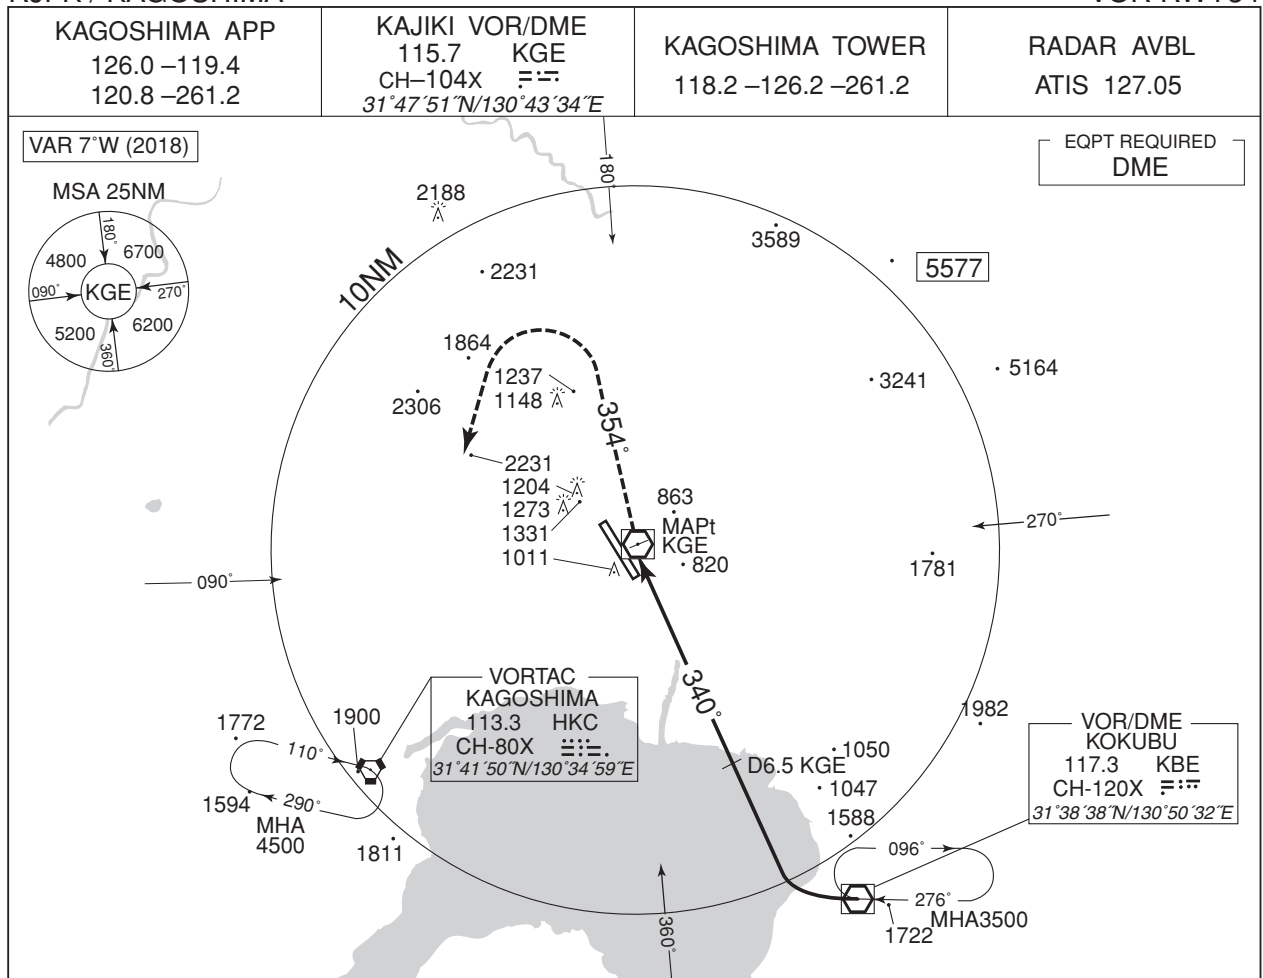 KAGOSHIMA APP
126.0 –119.4
120.8 –261.2
KAJIKI VOR/DME
115.7 KGE
CH–104X
31°47´51˝N/130°43´34˝E
KAGOSHIMA TOWER
118.2 –126.2 –261.2
RADAR AVBL
ATIS 127.05
VAR 7°W (2018)
EQPT REQUIRED
DME
MSA 25NM
180°
4800
6700
090°
KGE
270°
5200
6200
360°
180°
2188
3589
5577
10NM
2231
1864
1237
1148
2306
354°
3241
5164
2231
1204
1273
1331
1011
863
MAPt
KGE
820
270°
1781
090°
340°
VORTAC
KAGOSHIMA
113.3 HKC
CH-80X
31°41´50˝N/130°34´59˝E
1772
1900
110°
1594
290°
MHA
4500
1811
1982
1050
D6.5 KGE
1047
1588
VOR/DME
KOKUBU
117.3 KBE
CH-120X
31°38´38˝N/130°50´32˝E
096°
276°
MHA3500
1722
360°